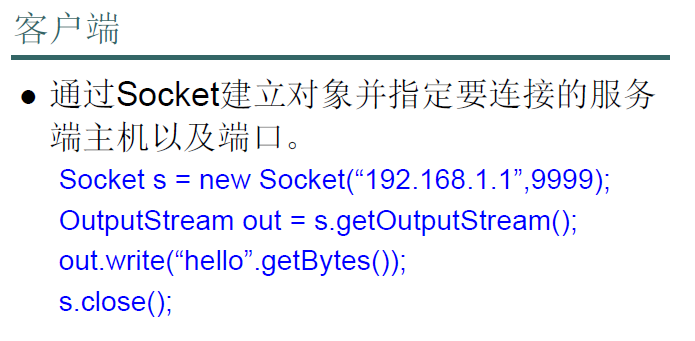 客户端
● 通过Socket建立对象并指定要连接的服务
端主机以及端口。
Socket s = new Socket(“192.168.1.1”,9999);
OutputStream out = s.getOutputStream();
out.write(“hello”.getBytes());
s.close();